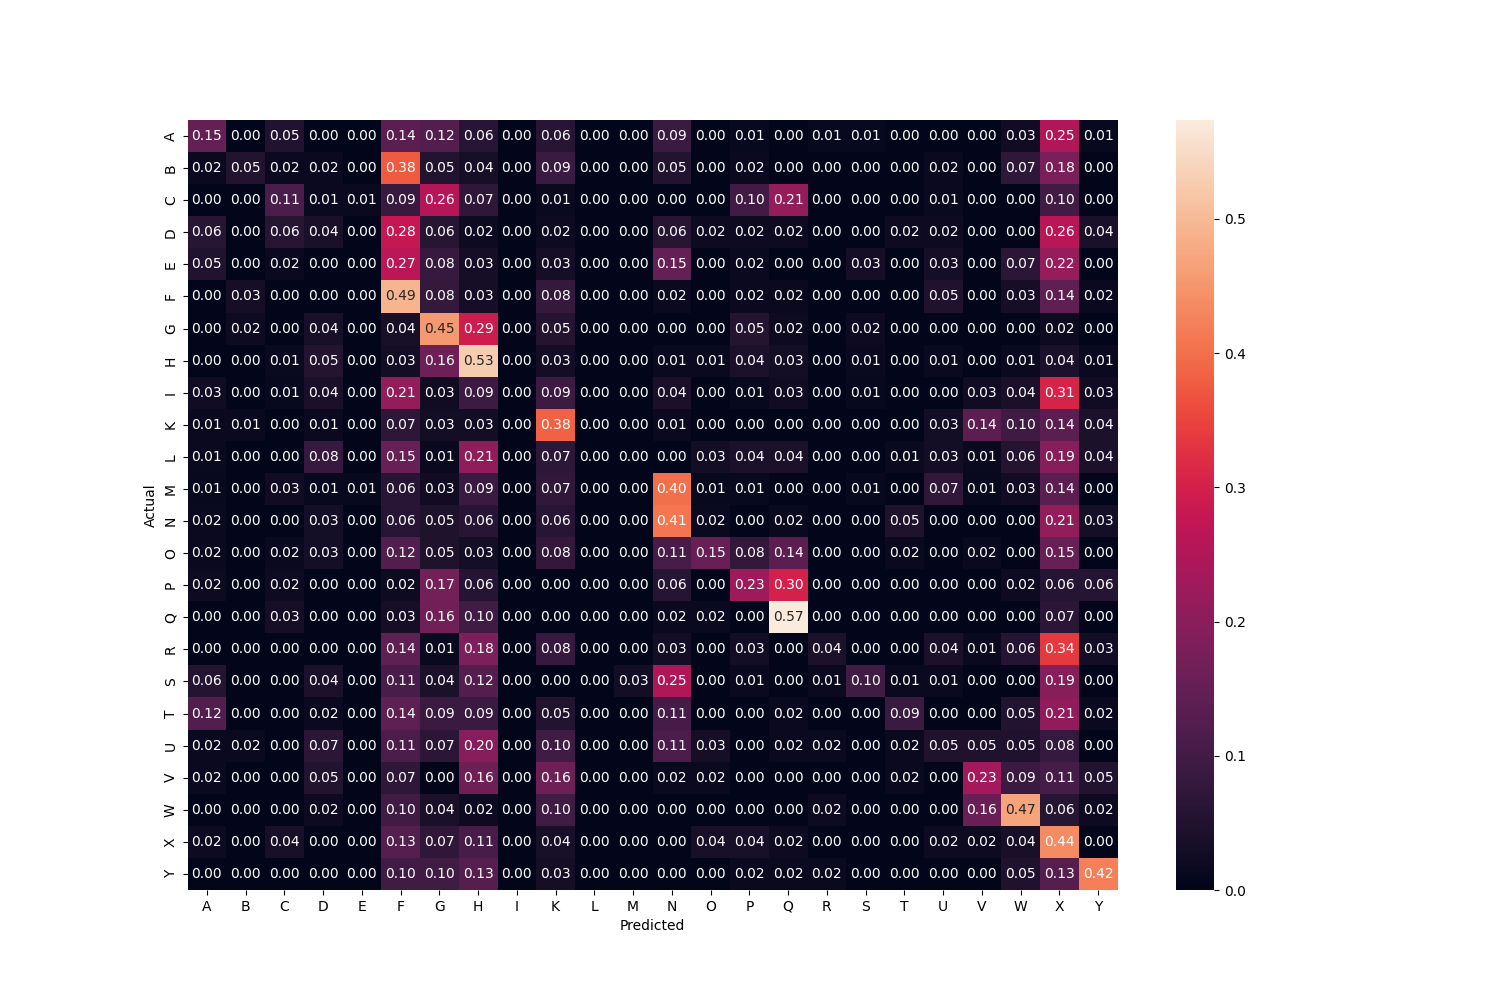 A 0.15 0.00 0.05 0.00 0.00 0.14 0.12 0.06 0.00 0.06 0.00 0.00 0.09 0.00 0.01 0.00 0.01 0.01 0.00 0.00 0.00 0.03 0.25 0.01
B 0.02 0.05 0.02 0.02 0.00 0.38 0.05 0.04 0.00 0.09 0.00 0.00 0.05 0.00 0.02 0.00 0.00 0.00 0.00 0.02 0.00 0.07 0.18 0.00
C 0.00 0.00 0.11 0.01 0.01 0.09 0.26 0.07 0.00 0.01 0.00 0.00 0.00 0.00 0.10 0.21 0.00 0.00 0.00 0.01 0.00 0.00 0.10 0.00
D 0.06 0.00 0.06 0.04 0.00 0.28 0.06 0.02 0.00 0.02 0.00 0.00 0.06 0.02 0.02 0.02 0.00 0.00 0.02 0.02 0.00 0.00 0.26 0.04
E 0.05 0.00 0.02 0.00 0.00 0.27 0.08 0.03 0.00 0.03 0.00 0.00 0.15 0.00 0.02 0.00 0.00 0.03 0.00 0.03 0.00 0.07 0.22 0.00
F 0.00 0.03 0.00 0.00 0.00 0.49 0.08 0.03 0.00 0.08 0.00 0.00 0.02 0.00 0.02 0.02 0.00 0.00 0.00 0.05 0.00 0.03 0.14 0.02
G 0.00 0.02 0.00 0.04 0.00 0.04 0.45 0.29 0.00 0.05 0.00 0.00 0.00 0.00 0.05 0.02 0.00 0.02 0.00 0.00 0.00 0.00 0.02 0.00
H 0.00 0.00 0.01 0.05 0.00 0.03 0.16 0.53 0.00 0.03 0.00 0.00 0.01 0.01 0.04 0.03 0.00 0.01 0.00 0.01 0.00 0.01 0.04 0.01
I 0.03 0.00 0.01 0.04 0.00 0.21 0.03 0.09 0.00 0.09 0.00 0.00 0.04 0.00 0.01 0.03 0.00 0.01 0.00 0.00 0.03 0.04 0.31 0.03
K 0.01 0.01 0.00 0.01 0.00 0.07 0.03 0.03 0.00 0.38 0.00 0.00 0.01 0.00 0.00 0.00 0.00 0.00 0.00 0.03 0.14 0.10 0.14 0.04
L 0.01 0.00 0.00 0.08 0.00 0.15 0.01 0.21 0.00 0.07 0.00 0.00 0.00 0.03 0.04 0.04 0.00 0.00 0.01 0.03 0.01 0.06 0.19 0.04
M 0.01 0.00 0.03 0.01 0.01 0.06 0.03 0.09 0.00 0.07 0.00 0.00 0.40 0.01 0.01 0.00 0.00 0.01 0.00 0.07 0.01 0.03 0.14 0.00
N 0.02 0.00 0.00 0.03 0.00 0.06 0.05 0.06 0.00 0.06 0.00 0.00 0.41 0.02 0.00 0.02 0.00 0.00 0.05 0.00 0.00 0.00 0.21 0.03
O 0.02 0.00 0.02 0.03 0.00 0.12 0.05 0.03 0.00 0.08 0.00 0.00 0.11 0.15 0.08 0.14 0.00 0.00 0.02 0.00 0.02 0.00 0.15 0.00
P 0.02 0.00 0.02 0.00 0.00 0.02 0.17 0.06 0.00 0.00 0.00 0.00 0.06 0.00 0.23 0.30 0.00 0.00 0.00 0.00 0.00 0.02 0.06 0.06
Q 0.00 0.00 0.03 0.00 0.00 0.03 0.16 0.10 0.00 0.00 0.00 0.00 0.02 0.02 0.00 0.57 0.00 0.00 0.00 0.00 0.00 0.00 0.07 0.00
R 0.00 0.00 0.00 0.00 0.00 0.14 0.01 0.18 0.00 0.08 0.00 0.00 0.03 0.00 0.03 0.00 0.04 0.00 0.00 0.04 0.01 0.06 0.34 0.03
S 0.06 0.00 0.00 0.04 0.00 0.11 0.04 0.12 0.00 0.00 0.00 0.03 0.25 0.00 0.01 0.00 0.01 0.10 0.01 0.01 0.00 0.00 0.19 0.00
T 0.12 0.00 0.00 0.02 0.00 0.14 0.09 0.09 0.00 0.05 0.00 0.00 0.11 0.00 0.00 0.02 0.00 0.00 0.09 0.00 0.00 0.05 0.21 0.02
U 0.02 0.02 0.00 0.07 0.00 0.11 0.07 0.20 0.00 0.10 0.00 0.00 0.11 0.03 0.00 0.02 0.02 0.00 0.02 0.05 0.05 0.05 0.08 0.00
V 0.02 0.00 0.00 0.05 0.00 0.07 0.00 0.16 0.00 0.16 0.00 0.00 0.02 0.02 0.00 0.00 0.00 0.00 0.02 0.00 0.23 0.09 0.11 0.05
W 0.00 0.00 0.00 0.02 0.00 0.10 0.04 0.02 0.00 0.10 0.00 0.00 0.00 0.00 0.00 0.00 0.02 0.00 0.00 0.00 0.16 0.47 0.06 0.02
X 0.02 0.00 0.04 0.00 0.00 0.13 0.07 0.11 0.00 0.04 0.00 0.00 0.00 0.04 0.04 0.02 0.00 0.00 0.00 0.02 0.02 0.04 0.44 0.00
Y 0.00 0.00 0.00 0.00 0.00 0.10 0.10 0.13 0.00 0.03 0.00 0.00 0.00 0.00 0.02 0.02 0.02 0.00 0.00 0.00 0.00 0.05 0.13 0.42
A B C D E F G H I K L M N O P Q R S T U V W X Y
Predicted
Actual
0.5
0.4
0.3
0.2
0.1
0.0